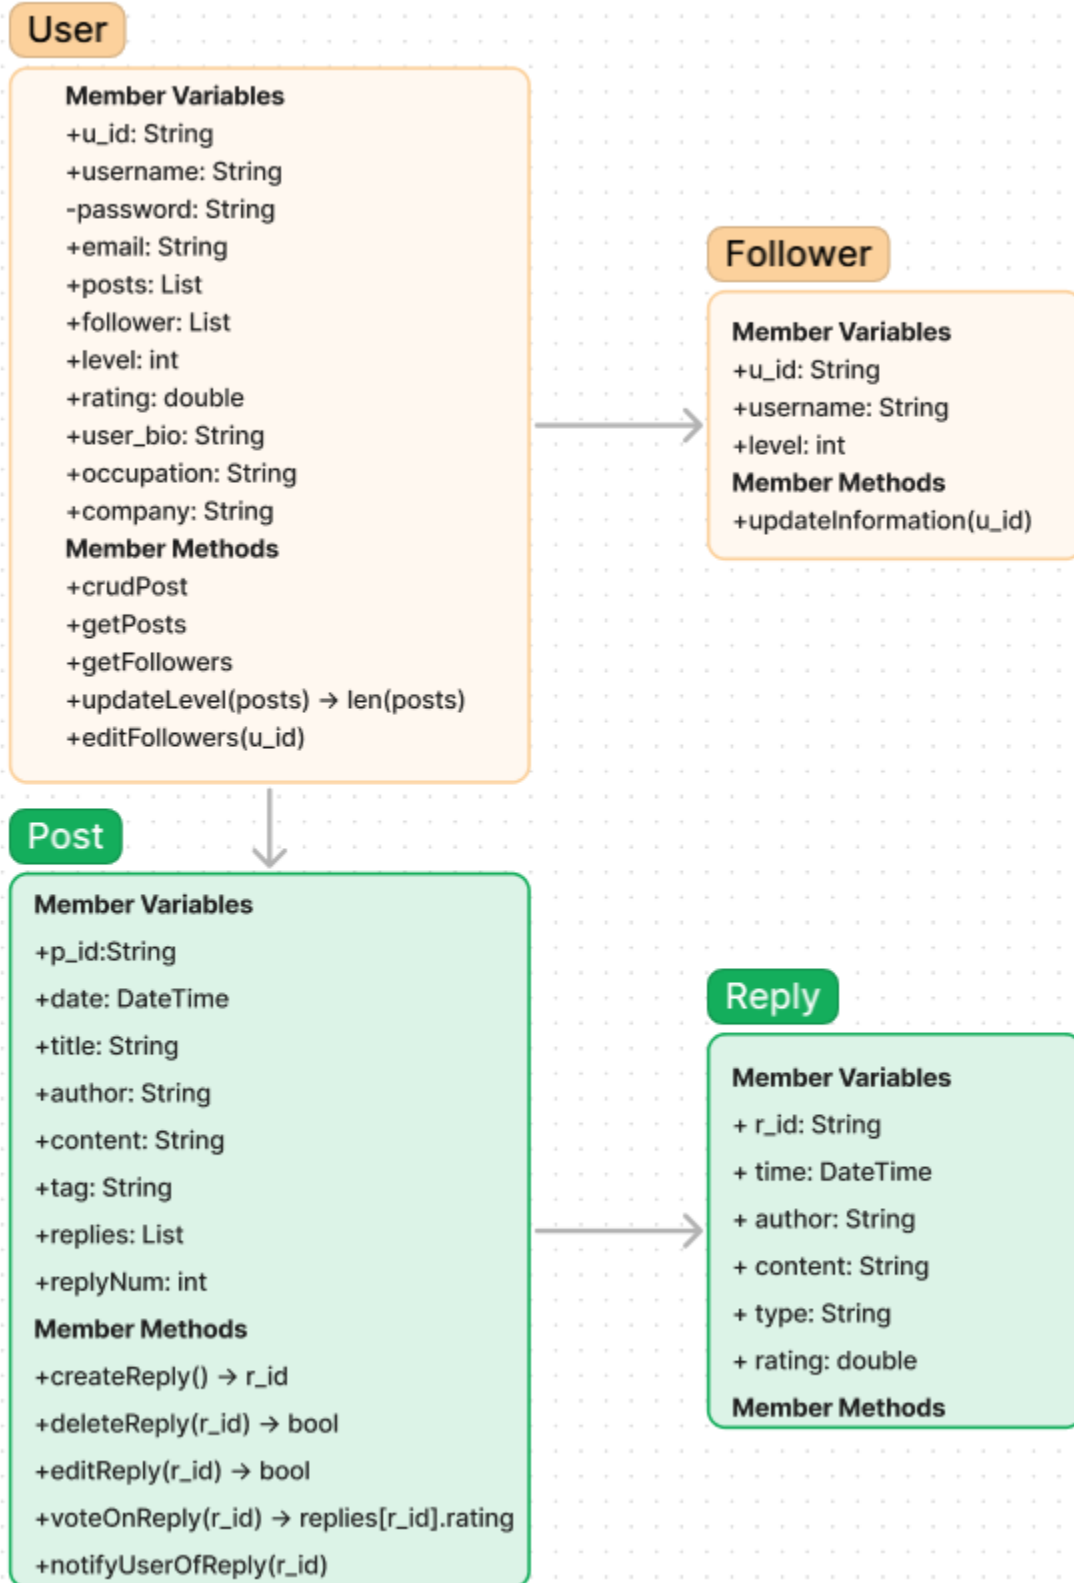 User
Member Variables
+u_id: String
+username: String
-password: String
+email: String
+posts: List
+follower: List
+level: int
+rating: double
+user_bio: String
+occupation: String
+company: String
Member Methods
+crudPost
+getPosts
+getFollowers
+updateLevel(posts) → len(posts)
+editFollowers(u_id)
Follower
Member Variables
+u_id: String
+username: String
+level: int
Member Methods
+updateInformation(u_id)
Post
Member Variables
+p_id:String
+date: DateTime
+title: String
+author: String
+content: String
+tag: String
+replies: List
+replyNum: int
Member Methods
+createReply() → r_id
+deleteReply(r_id) → bool
+editReply(r_id) → bool
+voteOnReply(r_id) → replies[r_id].rating
+notifyUserOfReply(r_id)
Reply
Member Variables
+ r_id: String
+ time: DateTime
+ author: String
+ content: String
+ type: String
+ rating: double
Member Methods